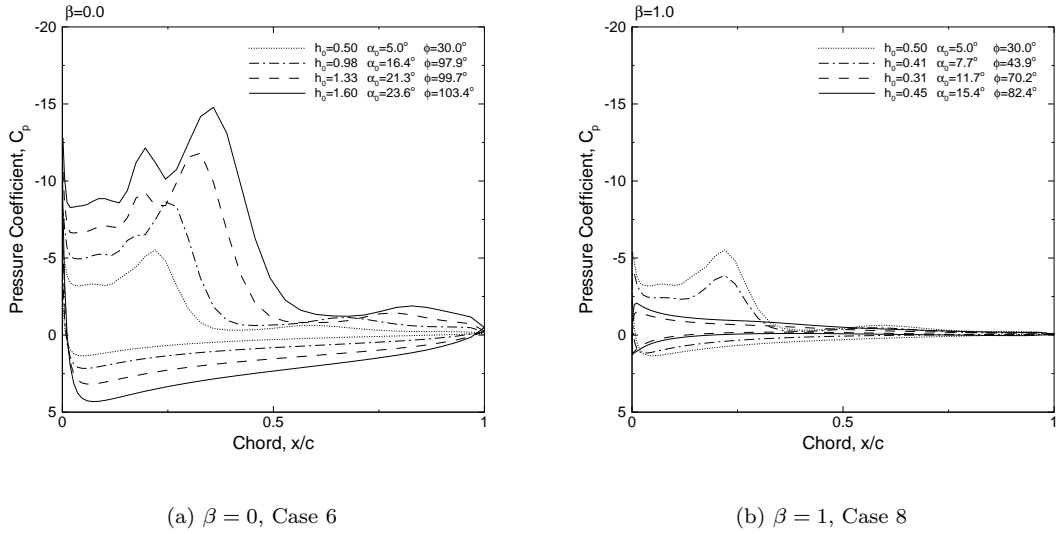 β=0.0
-20
-15
-10
-5
0
5
Pressure Coefficient, Cₚ
h₀=0.50 α₀=5.0° ϕ=30.0°
h₀=0.98 α₀=16.4° ϕ=97.9°
h₀=1.33 α₀=21.3° ϕ=99.7°
h₀=1.60 α₀=23.6° ϕ=103.4°
0
0.5
1
Chord, x/c
(a) β = 0, Case 6
β=1.0
-20
-15
-10
-5
0
5
Pressure Coefficient, Cₚ
h₀=0.50 α₀=5.0° ϕ=30.0°
h₀=0.41 α₀=7.7° ϕ=43.9°
h₀=0.31 α₀=11.7° ϕ=70.2°
h₀=0.45 α₀=15.4° ϕ=82.4°
0
0.5
1
Chord, x/c
(b) β = 1, Case 8